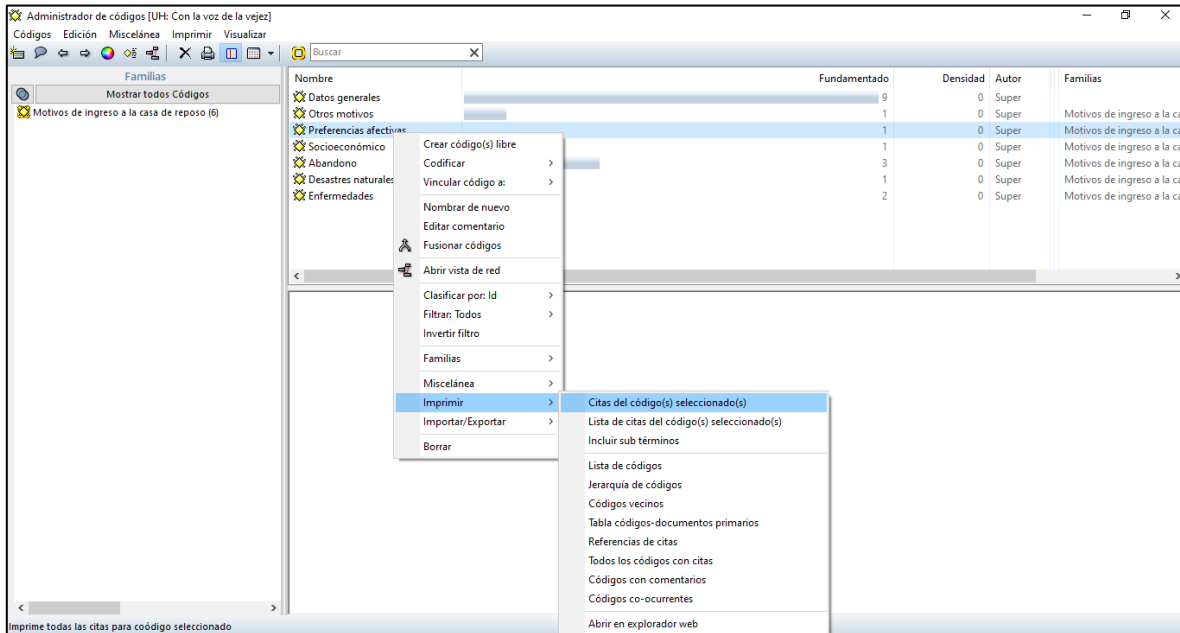 Administrador de códigos [UH: Con la voz de la vejez]
Códigos Edición Miscelánea Imprimir Visualizar
Buscar
Familias
Mostrar todos Códigos
Motivos de ingreso a la casa de reposo (6)
Nombre Fundamentado Densidad Autor Familias
Datos generales 9 0 Super
Otros motivos 1 0 Super Motivos de ingreso a la ca
Preferencias afectivas 1 0 Super Motivos de ingreso a la ca
Socioeconómico 1 0 Super Motivos de ingreso a la ca
Abandono 3 0 Super Motivos de ingreso a la ca
Desastres naturales 1 0 Super Motivos de ingreso a la ca
Enfermedades 2 0 Super Motivos de ingreso a la ca
Crear código(s) libre
Codificar
Vincular código a:
Nombrar de nuevo
Editar comentario
Fusionar códigos
Abrir vista de red
Clasificar por: Id
Filtrar: Todos
Invertir filtro
Familias
Miscelánea
Imprimir
Importar/Exportar
Borrar
Citas del código(s) seleccionado(s)
Lista de citas del código(s) seleccionado(s)
Incluir sub términos
Lista de códigos
Jerarquía de códigos
Códigos vecinos
Tabla códigos-documentos primarios
Referencias de citas
Todos los códigos con citas
Códigos con comentarios
Códigos co-ocurrentes
Abrir en explorador web
Imprime todas las citas para coódigo seleccionado